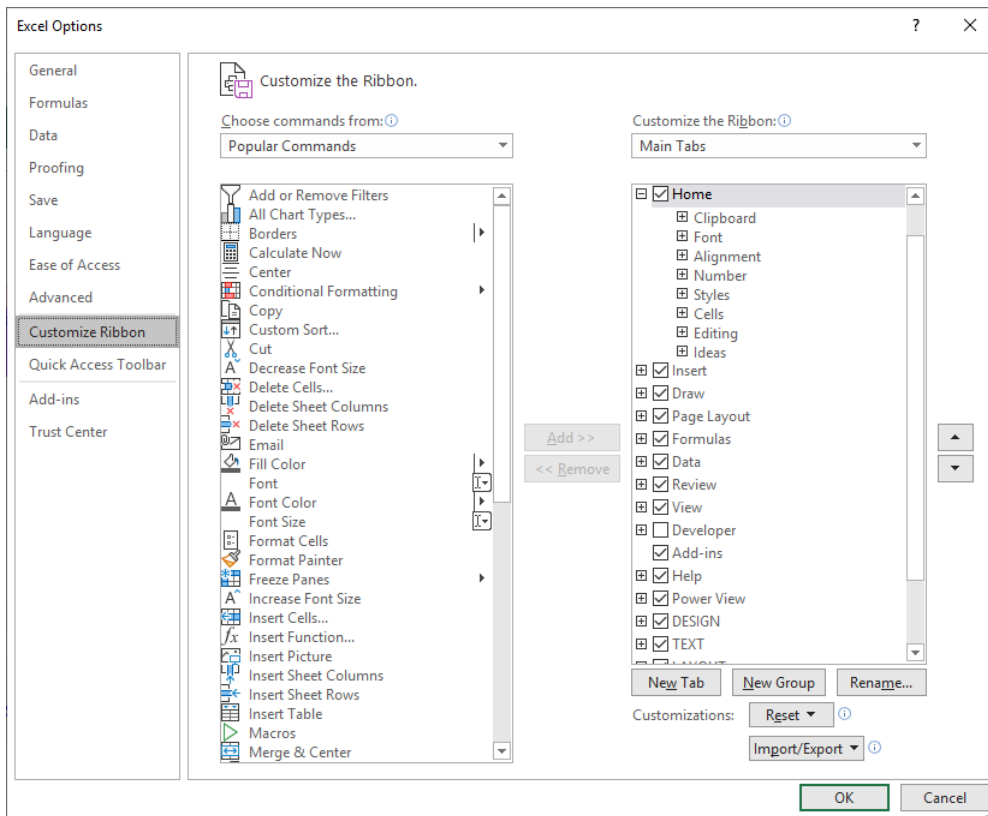 Excel Options
?
General
Formulas
Data
Proofing
Save
Language
Ease of Access
Advanced
Customize Ribbon
Quick Access Toolbar
Add-ins
Trust Center
Customize the Ribbon.
Choose commands from:
Popular Commands
Add or Remove Filters
All Chart Types...
Borders
Calculate Now
Center
Conditional Formatting
Copy
Custom Sort...
Cut
Decrease Font Size
Delete Cells...
Delete Sheet Columns
Delete Sheet Rows
Email
Fill Color
Font
Font Color
Font Size
Format Cells
Format Painter
Freeze Panes
Increase Font Size
Insert Cells...
Insert Function...
Insert Picture
Insert Sheet Columns
Insert Sheet Rows
Insert Table
Macros
Merge & Center
Add >>
<< Remove
Customize the Ribbon:
Main Tabs
Home
Clipboard
Font
Alignment
Number
Styles
Cells
Editing
Ideas
Insert
Draw
Page Layout
Formulas
Data
Review
View
Developer
Add-ins
Help
Power View
DESIGN
TEXT
New Tab
New Group
Rename...
Customizations:
Reset
Import/Export
OK
Cancel